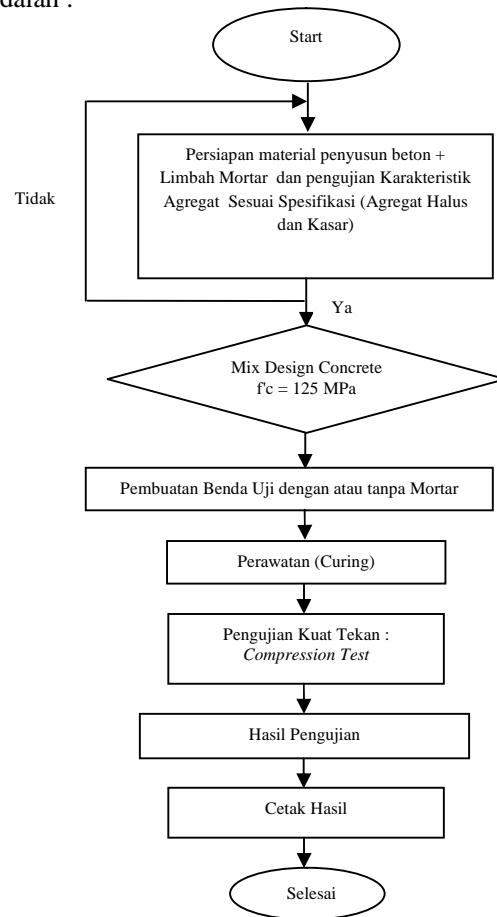 Start
Persiapan material penyusun beton +
Limbah Mortar dan pengujian Karakteristik
Agregat Sesuai Spesifikasi (Agregat Halus
dan Kasar)
Tidak
Ya
Mix Design Concrete
f'c = 125 MPa
Pembuatan Benda Uji dengan atau tanpa Mortar
Perawatan (Curing)
Pengujian Kuat Tekan :
Compression Test
Hasil Pengujian
Cetak Hasil
Selesai